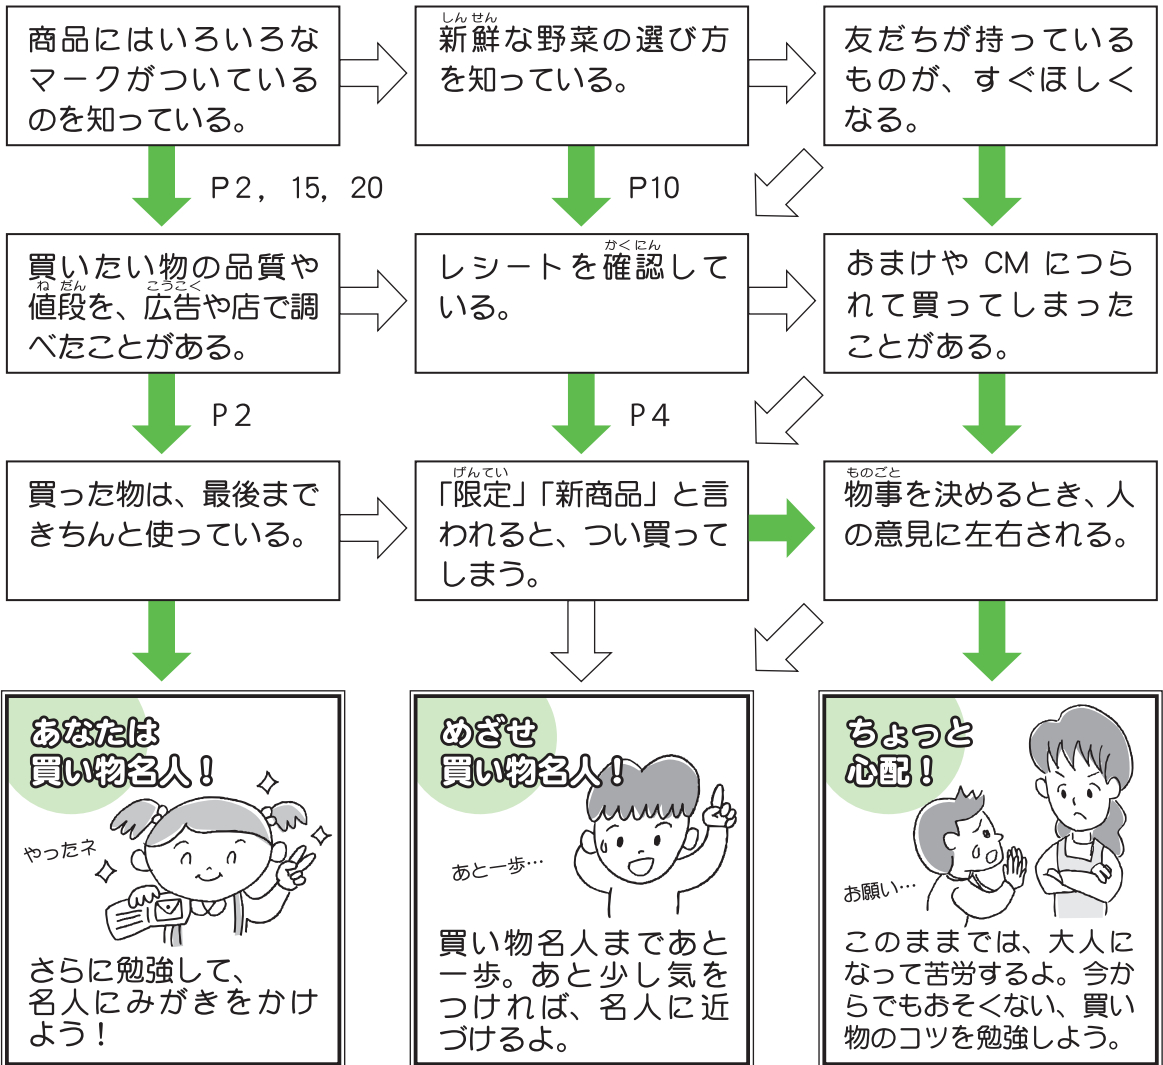 商品にはいろいろな
マークがついている
のを知っている。
しんせん
新鮮な野菜の選び方
を知っている。
友だちが持っている
ものが、すぐほしく
なる。
P2，15，20
P10
買いたい物の品質や
ねだん こうこく
値段を、広告や店で調
べたことがある。
かくにん
レシートを確認して
いる。
おまけや CM につら
れて買ってしまった
ことがある。
P2
P4
買った物は、最後まで
きちんと使っている。
げんてい
「限定」「新商品」と言
われると、つい買って
しまう。
ものごと
物事を決めるとき、人
の意見に左右される。
あなたは
買い物名人！
やったネ
さらに勉強して、
名人にみがきをかけ
よう！
めざせ
買い物名人！
あと一歩…
買い物名人まであと
一歩。あと少し気を
つければ、名人に近
づけるよ。
ちょっと
心配！
お願い…
このままでは、大人に
なって苦労するよ。今か
らでもおそくない、買い
物のコツを勉強しよう。